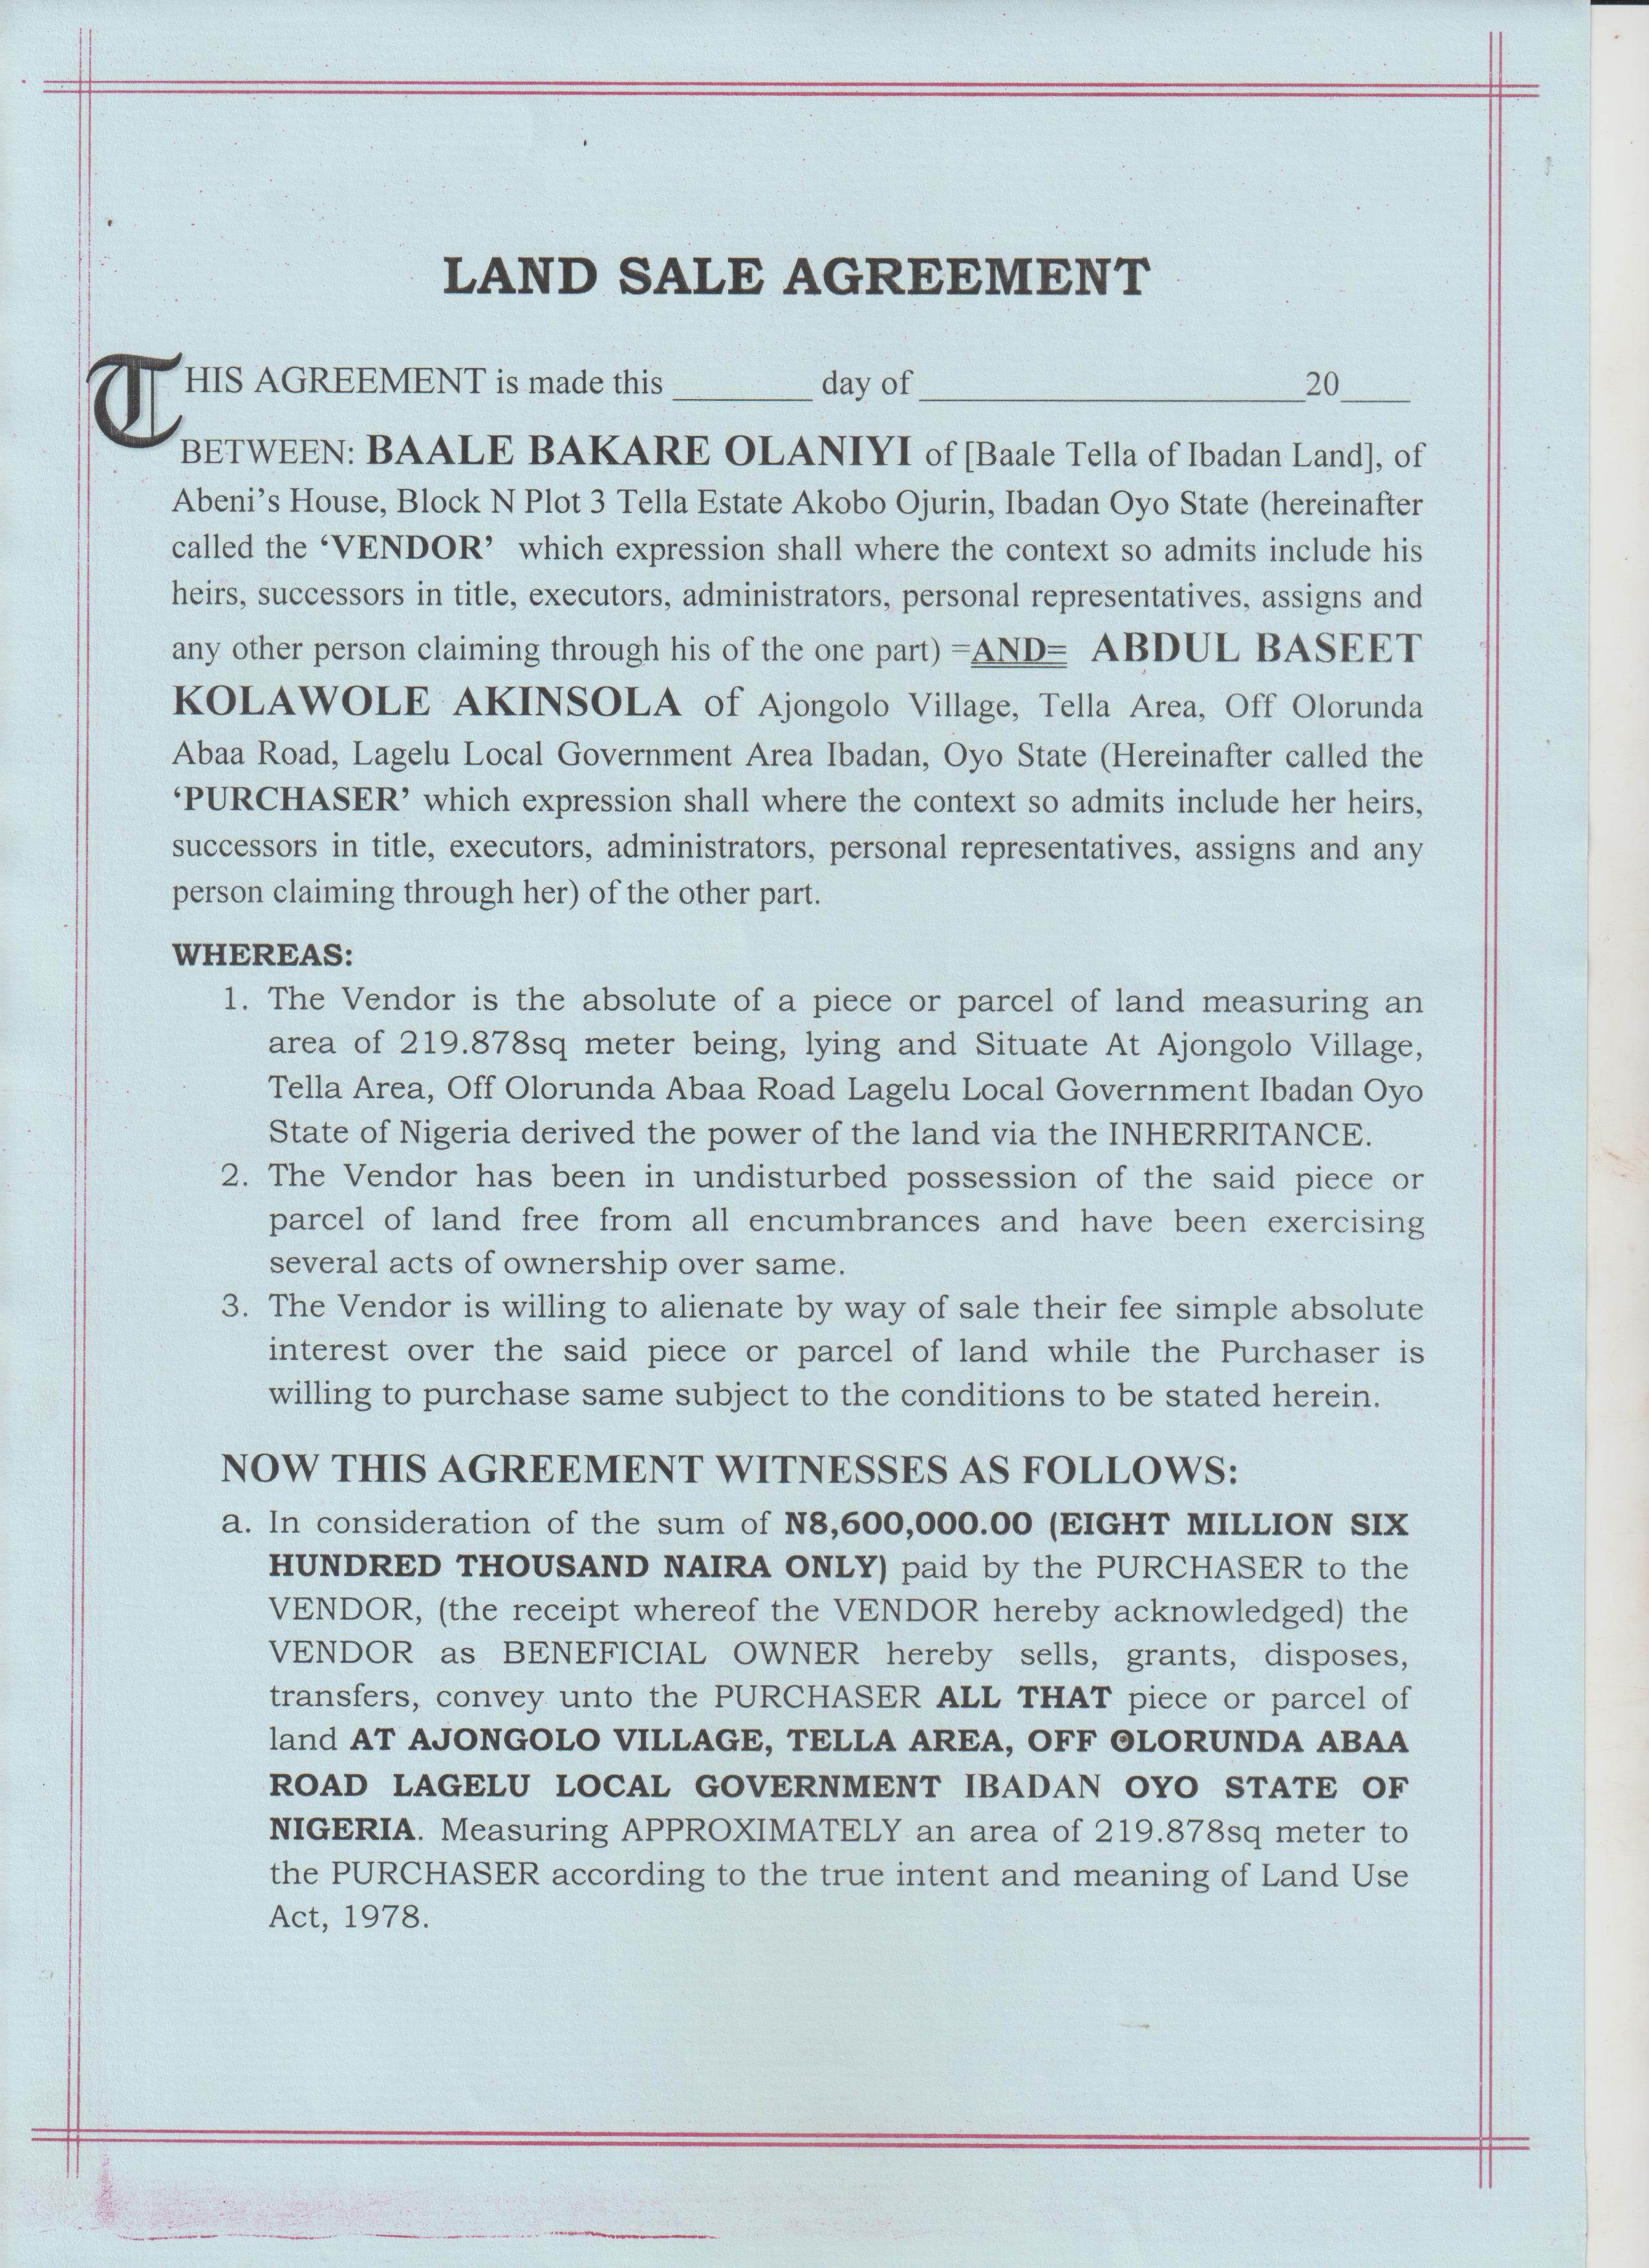 LAND SALE AGREEMENT
THIS AGREEMENT is made this ________ day of ______________________20____
BETWEEN: BAALE BAKARE OLANIYI of [Baale Tella of Ibadan Land], of
Abeni’s House, Block N Plot 3 Tella Estate Akobo Ojurin, Ibadan Oyo State (hereinafter
called the ‘VENDOR’ which expression shall where the context so admits include his
heirs, successors in title, executors, administrators, personal representatives, assigns and
any other person claiming through his of the one part) =AND= ABDUL BASEET
KOLAWOLE AKINSOLA of Ajongolo Village, Tella Area, Off Olorunda
Abaa Road, Lagelu Local Government Area Ibadan, Oyo State (Hereinafter called the
‘PURCHASER’ which expression shall where the context so admits include her heirs,
successors in title, executors, administrators, personal representatives, assigns and any
person claiming through her) of the other part.
WHEREAS:
1. The Vendor is the absolute of a piece or parcel of land measuring an
area of 219.878sq meter being, lying and Situate At Ajongolo Village,
Tella Area, Off Olorunda Abaa Road Lagelu Local Government Ibadan Oyo
State of Nigeria derived the power of the land via the INHERRITANCE.
2. The Vendor has been in undisturbed possession of the said piece or
parcel of land free from all encumbrances and have been exercising
several acts of ownership over same.
3. The Vendor is willing to alienate by way of sale their fee simple absolute
interest over the said piece or parcel of land while the Purchaser is
willing to purchase same subject to the conditions to be stated herein.
NOW THIS AGREEMENT WITNESSES AS FOLLOWS:
a. In consideration of the sum of N8,600,000.00 (EIGHT MILLION SIX
HUNDRED THOUSAND NAIRA ONLY) paid by the PURCHASER to the
VENDOR, (the receipt whereof the VENDOR hereby acknowledged) the
VENDOR as BENEFICIAL OWNER hereby sells, grants, disposes,
transfers, convey unto the PURCHASER ALL THAT piece or parcel of
land AT AJONGOLO VILLAGE, TELLA AREA, OFF OLORUNDA ABAA
ROAD LAGELU LOCAL GOVERNMENT IBADAN OYO STATE OF
NIGERIA. Measuring APPROXIMATELY an area of 219.878sq meter to
the PURCHASER according to the true intent and meaning of Land Use
Act, 1978.